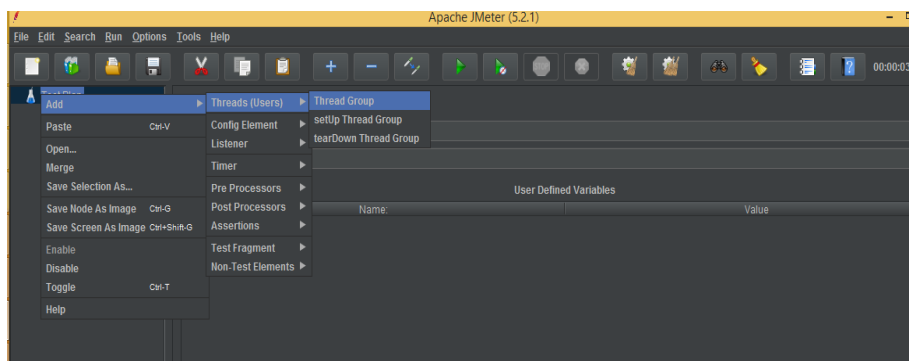 Apache JMeter (5.2.1)
File Edit Search Run Options Tools Help
00:00:03
Test Plan
Add
Threads (Users)
Thread Group
setUp Thread Group
tearDown Thread Group
Paste Ctrl-V
Config Element
Open...
Listener
Merge
Timer
Save Selection As...
Pre Processors
User Defined Variables
Save Node As Image Ctrl-G
Post Processors
Name:
Value
Save Screen As Image Ctrl+Shift-G
Assertions
Enable
Test Fragment
Disable
Non-Test Elements
Toggle Ctrl-T
Help